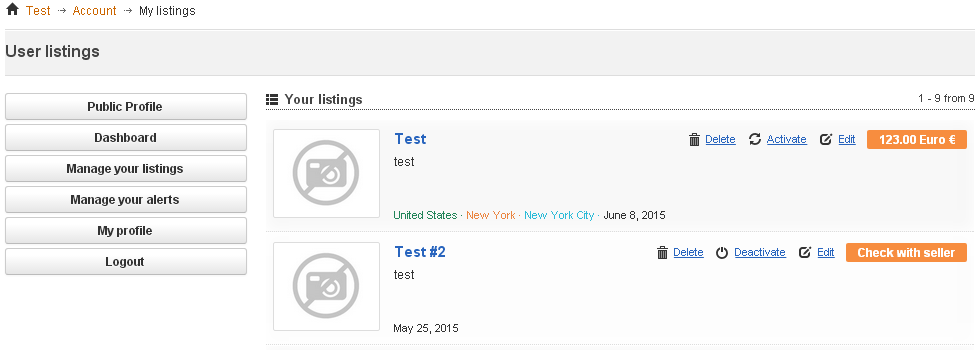 Test → Account → My listings
User listings
Public Profile
Dashboard
Manage your listings
Manage your alerts
My profile
Logout
Your listings 1 - 9 from 9
Test Delete Activate Edit 123.00 Euro €
test
United States · New York · New York City · June 8, 2015
Test #2 Delete Deactivate Edit Check with seller
test
May 25, 2015